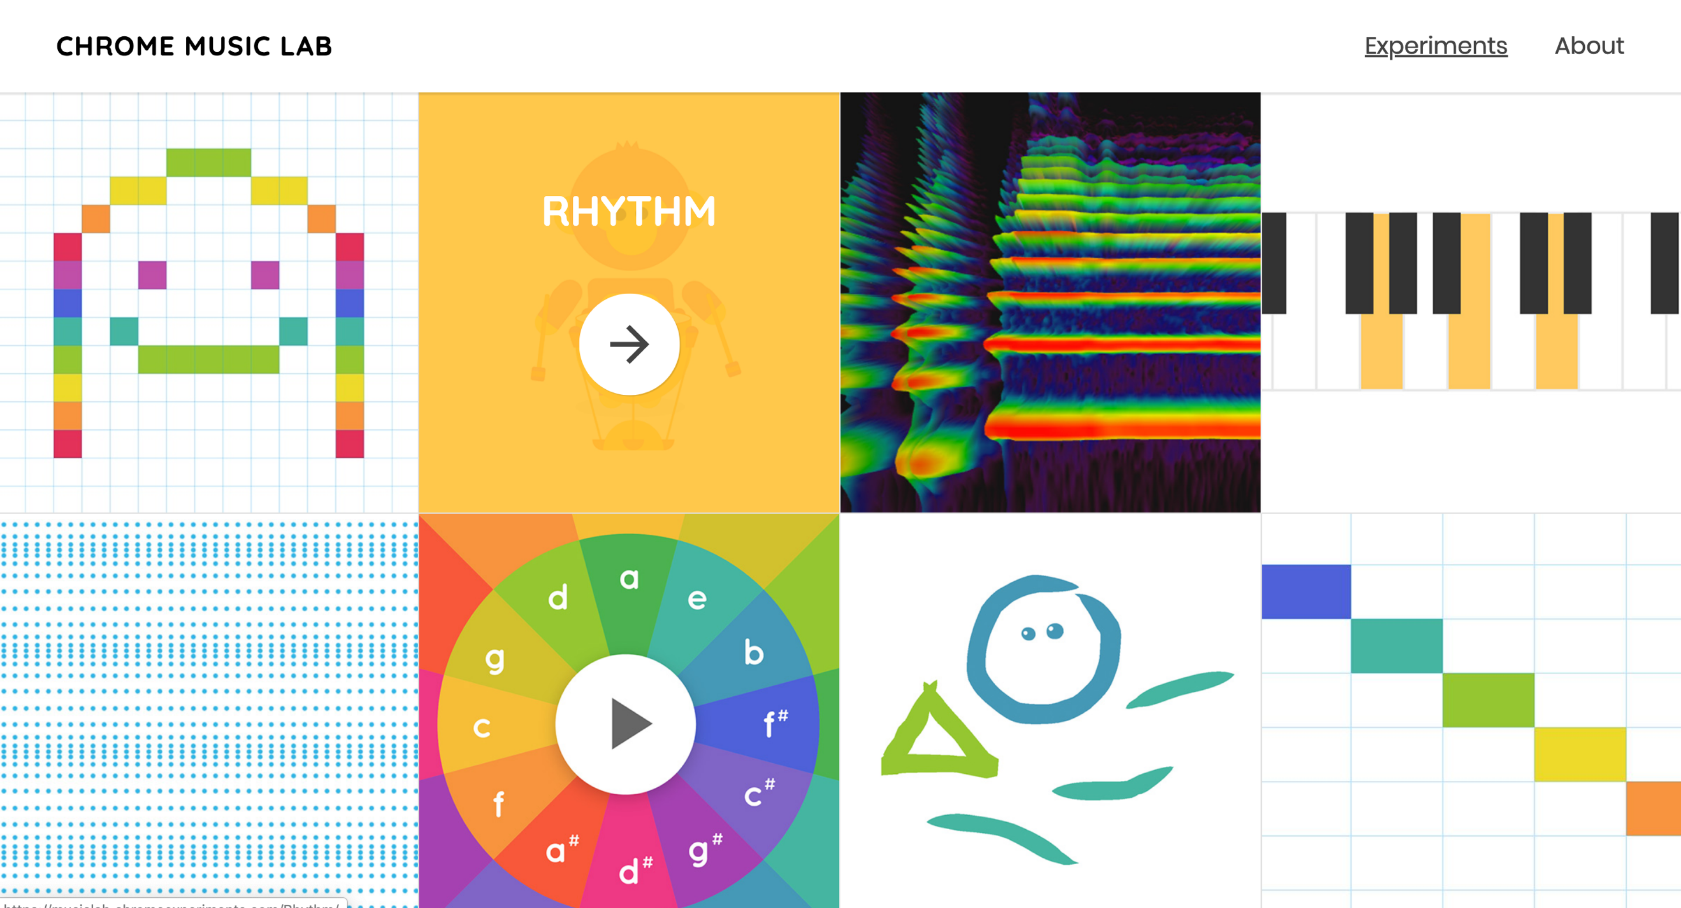 CHROME MUSIC LAB
Experiments
About
RHYTHM
a
d
e
g
b
c
f#
f
c#
a#
g#
d#